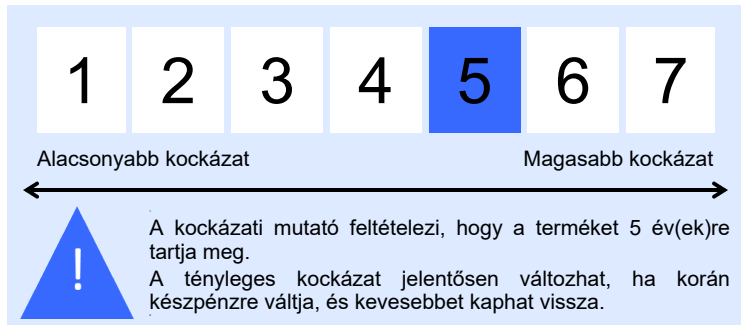 1 2 3 4 5 6 7
Alacsonyabb kockázat Magasabb kockázat
! A kockázati mutató feltételezi, hogy a terméket 5 év(ek)re
tartja meg.
A tényleges kockázat jelentősen változhat, ha korán
készpénzre váltja, és kevesebbet kaphat vissza.